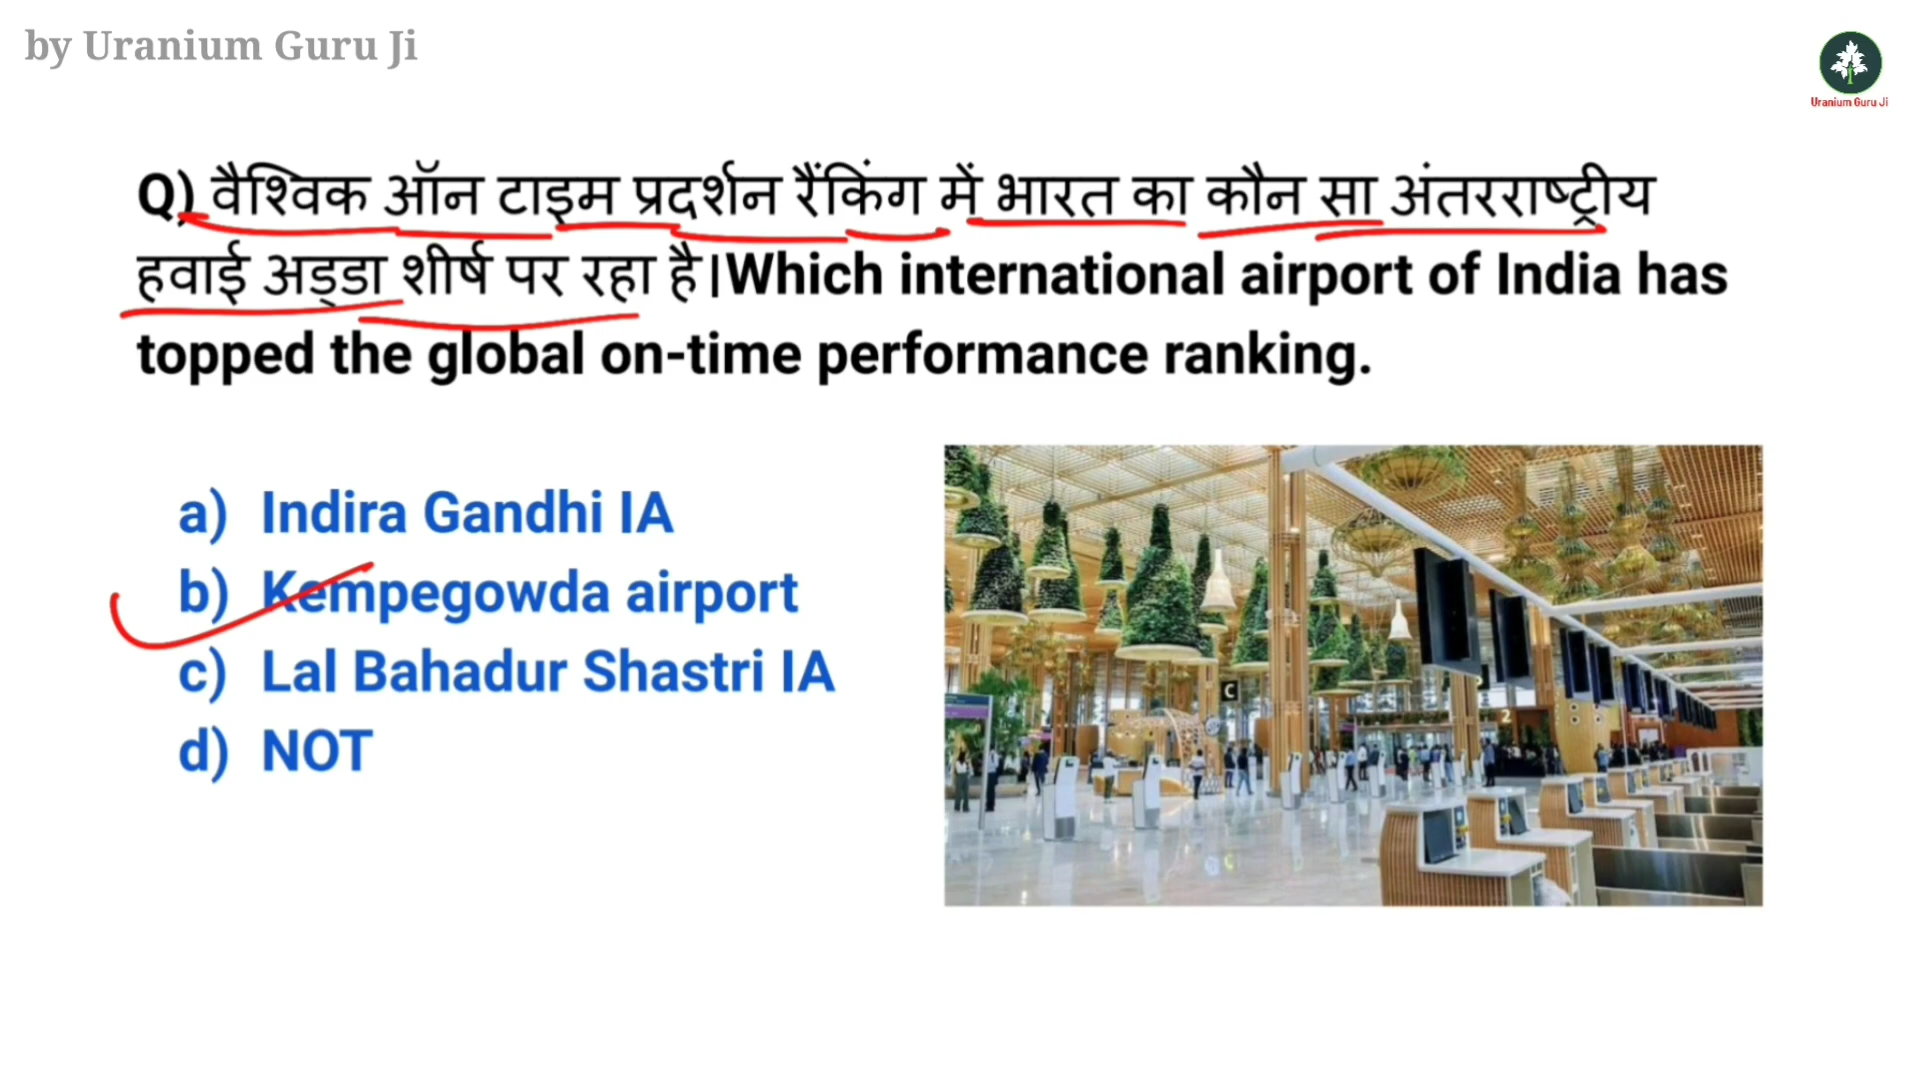 by Uranium Guru Ji
Uranium Guru Ji
Q) वैश्विक ऑन टाइम प्रदर्शन रैंकिंग में भारत का कौन सा अंतरराष्ट्रीय
हवाई अड्डा शीर्ष पर रहा है|Which international airport of India has
topped the global on-time performance ranking.
a) Indira Gandhi IA
b) Kempegowda airport
c) Lal Bahadur Shastri IA
d) NOT
C
2